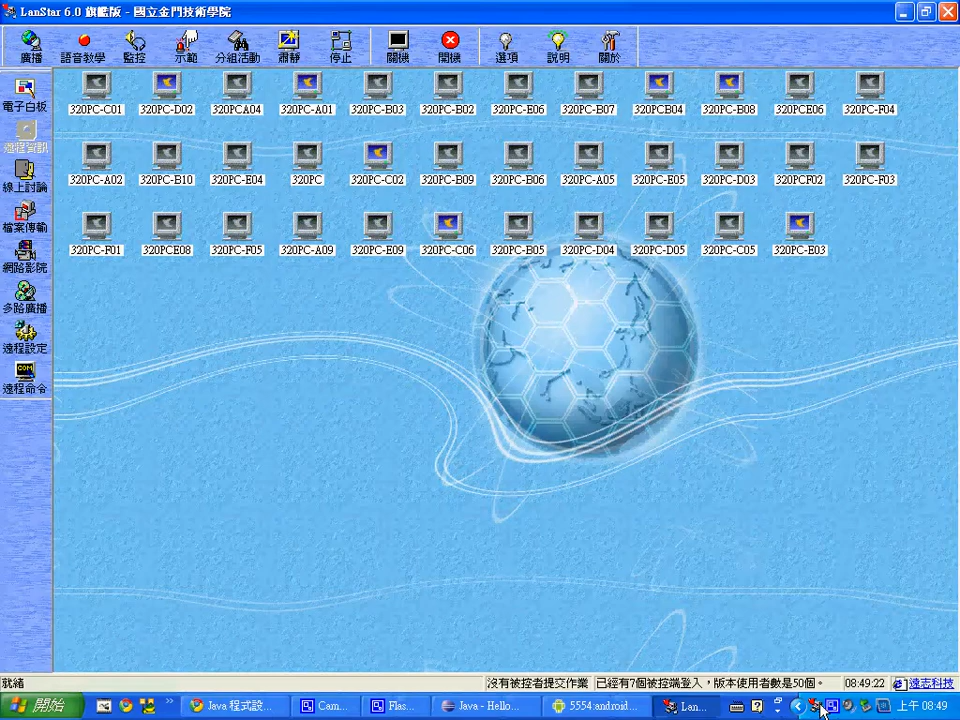 LanStar 6.0 旗艦版 - 國立金門技術學院
廣播 語音教學 監控 示範 分組活動 肅靜 停止 關機 開機 選項 説明 關於
電子白板
遠程資訊
線上討論
檔案傳輸
網路影院
多路廣播
遠程設定
遠程命令
320PC-C01 320PC-D02 320PCA04 320PC-A01 320PC-B03 320PC-B02 320PC-E06 320PC-B07 320PCB04 320PC-B08 320PCE06 320PC-F04
320PC-A02 320PC-B10 320PC-E04 320PC 320PC-C02 320PC-B09 320PC-B06 320PC-A05 320PC-E05 320PC-D03 320PCF02 320PC-F03
320PC-F01 320PCE08 320PC-F05 320PC-A09 320PC-E09 320PC-C06 320PC-B05 320PC-D04 320PC-D05 320PC-C05 320PC-E03
就緒 沒有被控者提交作業 已經有7個被控端登入，版本使用者數是50個。 08:49:22 遠志科技
開始 Java 程式設... Cam... Flas... Java - Hello... 5554:android... Lan... 上午 08:49